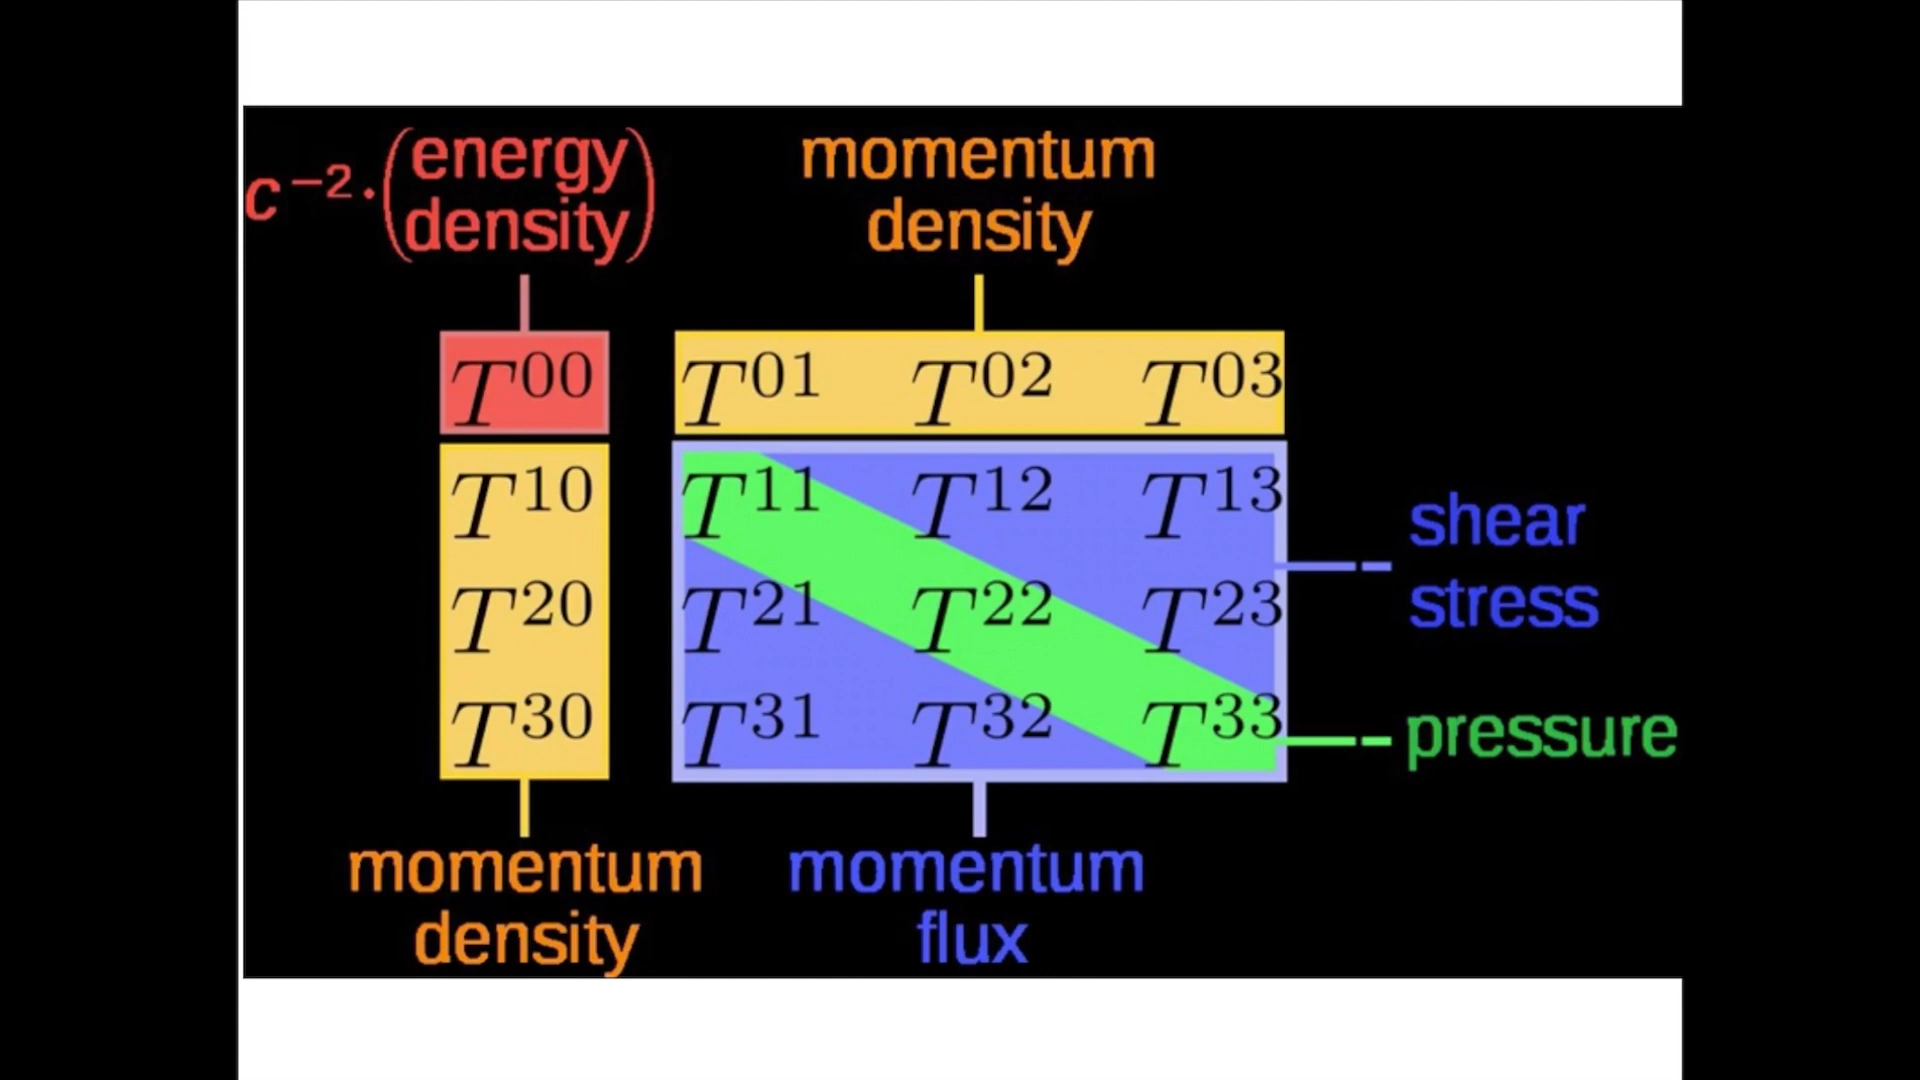 c⁻²·(energy
density)
momentum
density
T⁰⁰ T⁰¹ T⁰² T⁰³
T¹⁰ T¹¹ T¹² T¹³
T²⁰ T²¹ T²² T²³
T³⁰ T³¹ T³² T³³
shear
stress
pressure
momentum
density
momentum
flux